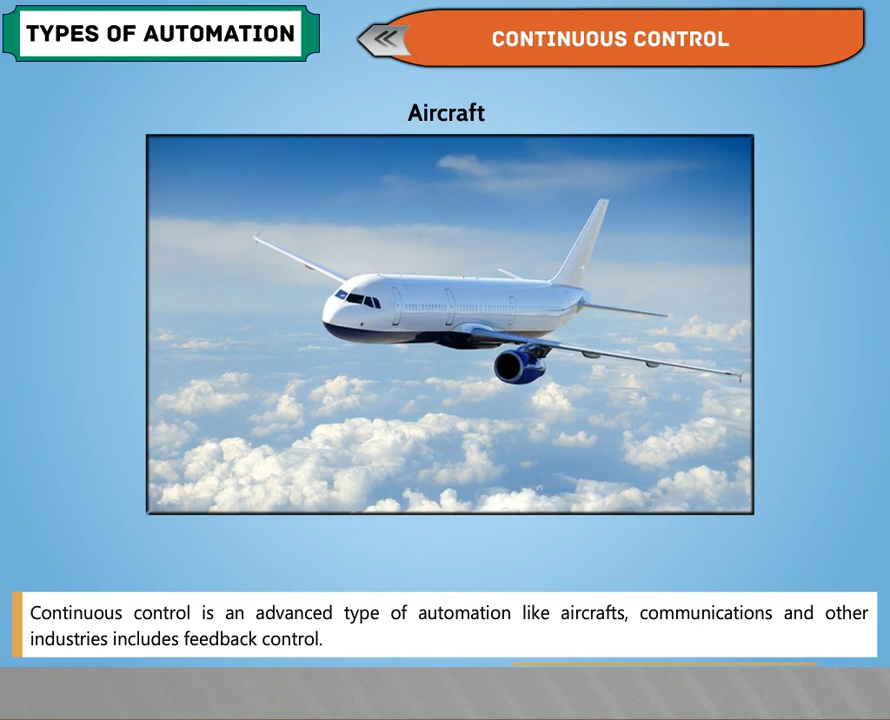 TYPES OF AUTOMATION
CONTINUOUS CONTROL
Aircraft
Continuous control is an advanced type of automation like aircrafts, communications and other
industries includes feedback control.